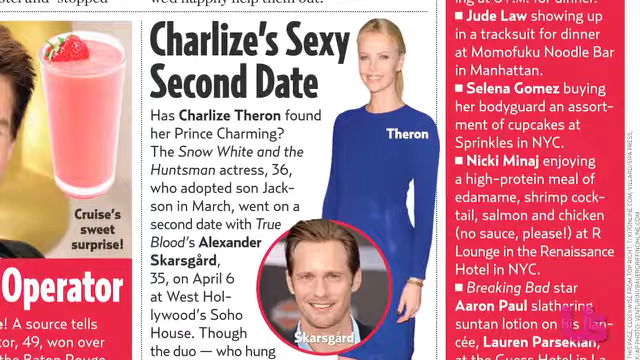 we'd happily help them out."
Cruise's
sweet
surprise!
Operator
e! A source tells
tor, 49, won over
the Baton Rouge
Charlize's Sexy
Second Date
Has Charlize Theron found
her Prince Charming?
The Snow White and the
Huntsman actress, 36,
who adopted son Jack-
son in March, went on a
second date with True
Blood's Alexander
Skarsgård,
35, on April 6
at West Hol-
lywood's Soho
House. Though
the duo — who hung
Theron
Skarsgård
■ Jude Law showing up
in a tracksuit for dinner
at Momofuku Noodle Bar
in Manhattan.
■ Selena Gomez buying
her bodyguard an assort-
ment of cupcakes at
Sprinkles in NYC.
■ Nicki Minaj enjoying
a high-protein meal of
edamame, shrimp cock-
tail, salmon and chicken
(no sauce, please!) at R
Lounge in the Renaissance
Hotel in NYC.
■ Breaking Bad star
Aaron Paul slathering
suntan lotion on his fian-
cée, Lauren Parsekian,
at the Guess Hotel in La
Us